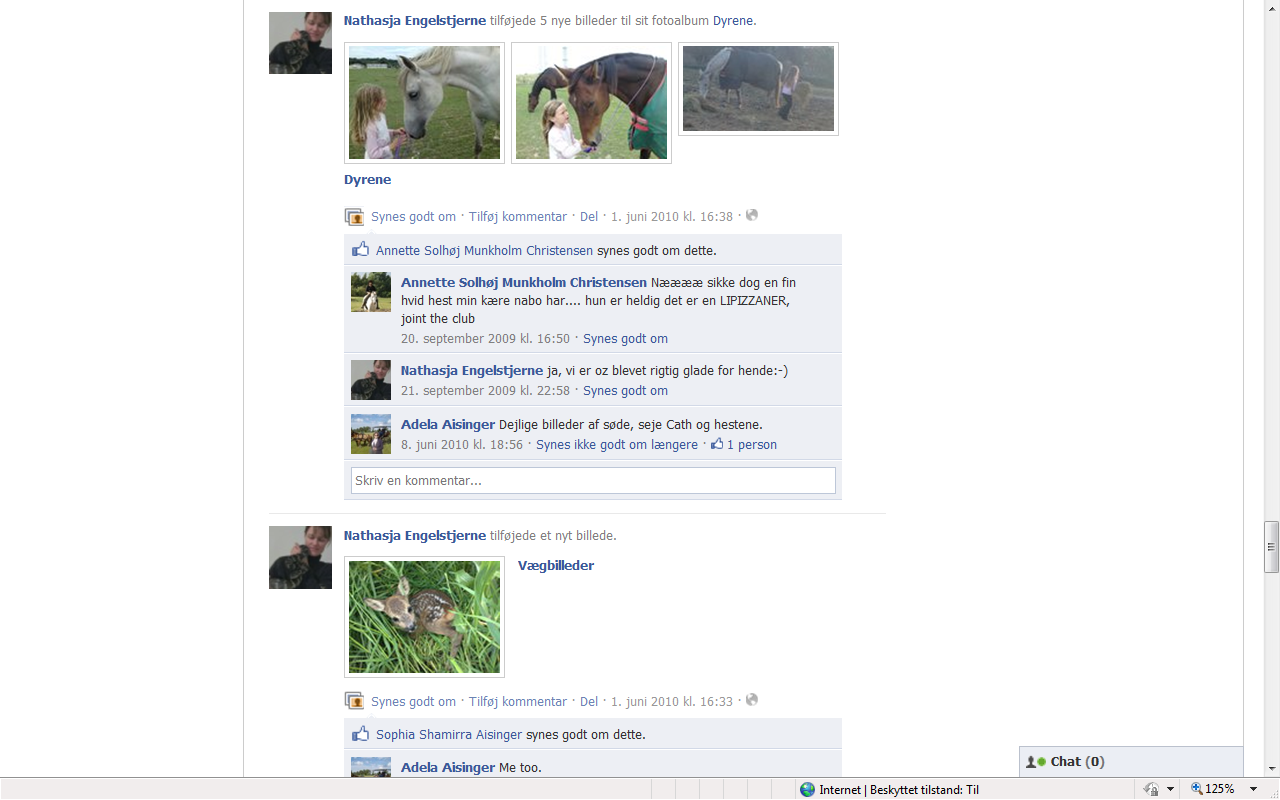 Nathasja Engelstjerne tilføjede 5 nye billeder til sit fotoalbum Dyrene.
Dyrene
Synes godt om · Tilføj kommentar · Del · 1. juni 2010 kl. 16:38 ·
Annette Solhøj Munkholm Christensen synes godt om dette.
Annette Solhøj Munkholm Christensen Næææææ sikke dog en fin
hvid hest min kære nabo har.... hun er heldig det er en LIPIZZANER,
joint the club
20. september 2009 kl. 16:50 · Synes godt om
Nathasja Engelstjerne ja, vi er oz blevet rigtig glade for hende:-)
21. september 2009 kl. 22:58 · Synes godt om
Adela Aisinger Dejlige billeder af søde, seje Cath og hestene.
8. juni 2010 kl. 18:56 · Synes ikke godt om længere · 1 person
Skriv en kommentar...
Nathasja Engelstjerne tilføjede et nyt billede.
Vægbilleder
Synes godt om · Tilføj kommentar · Del · 1. juni 2010 kl. 16:33 ·
Sophia Shamirra Aisinger synes godt om dette.
Adela Aisinger Me too.
Chat (0)
Internet | Beskyttet tilstand: Til
125%